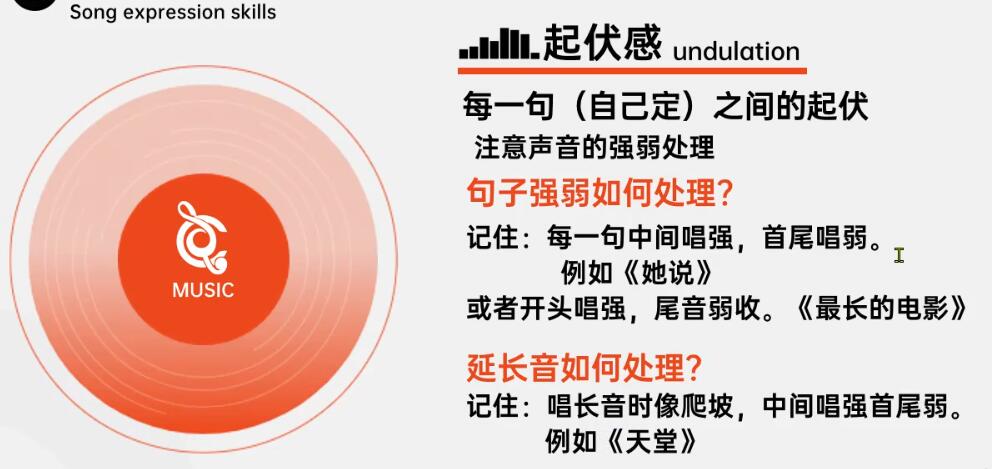 Song expression skills
起伏感 undulation
每一句（自己定）之间的起伏
注意声音的强弱处理
句子强弱如何处理？
记住：每一句中间唱强，首尾唱弱。
例如《她说》
或者开头唱强，尾音弱收。《最长的电影》
延长音如何处理？
记住：唱长音时像爬坡，中间唱强首尾弱。
例如《天堂》
MUSIC